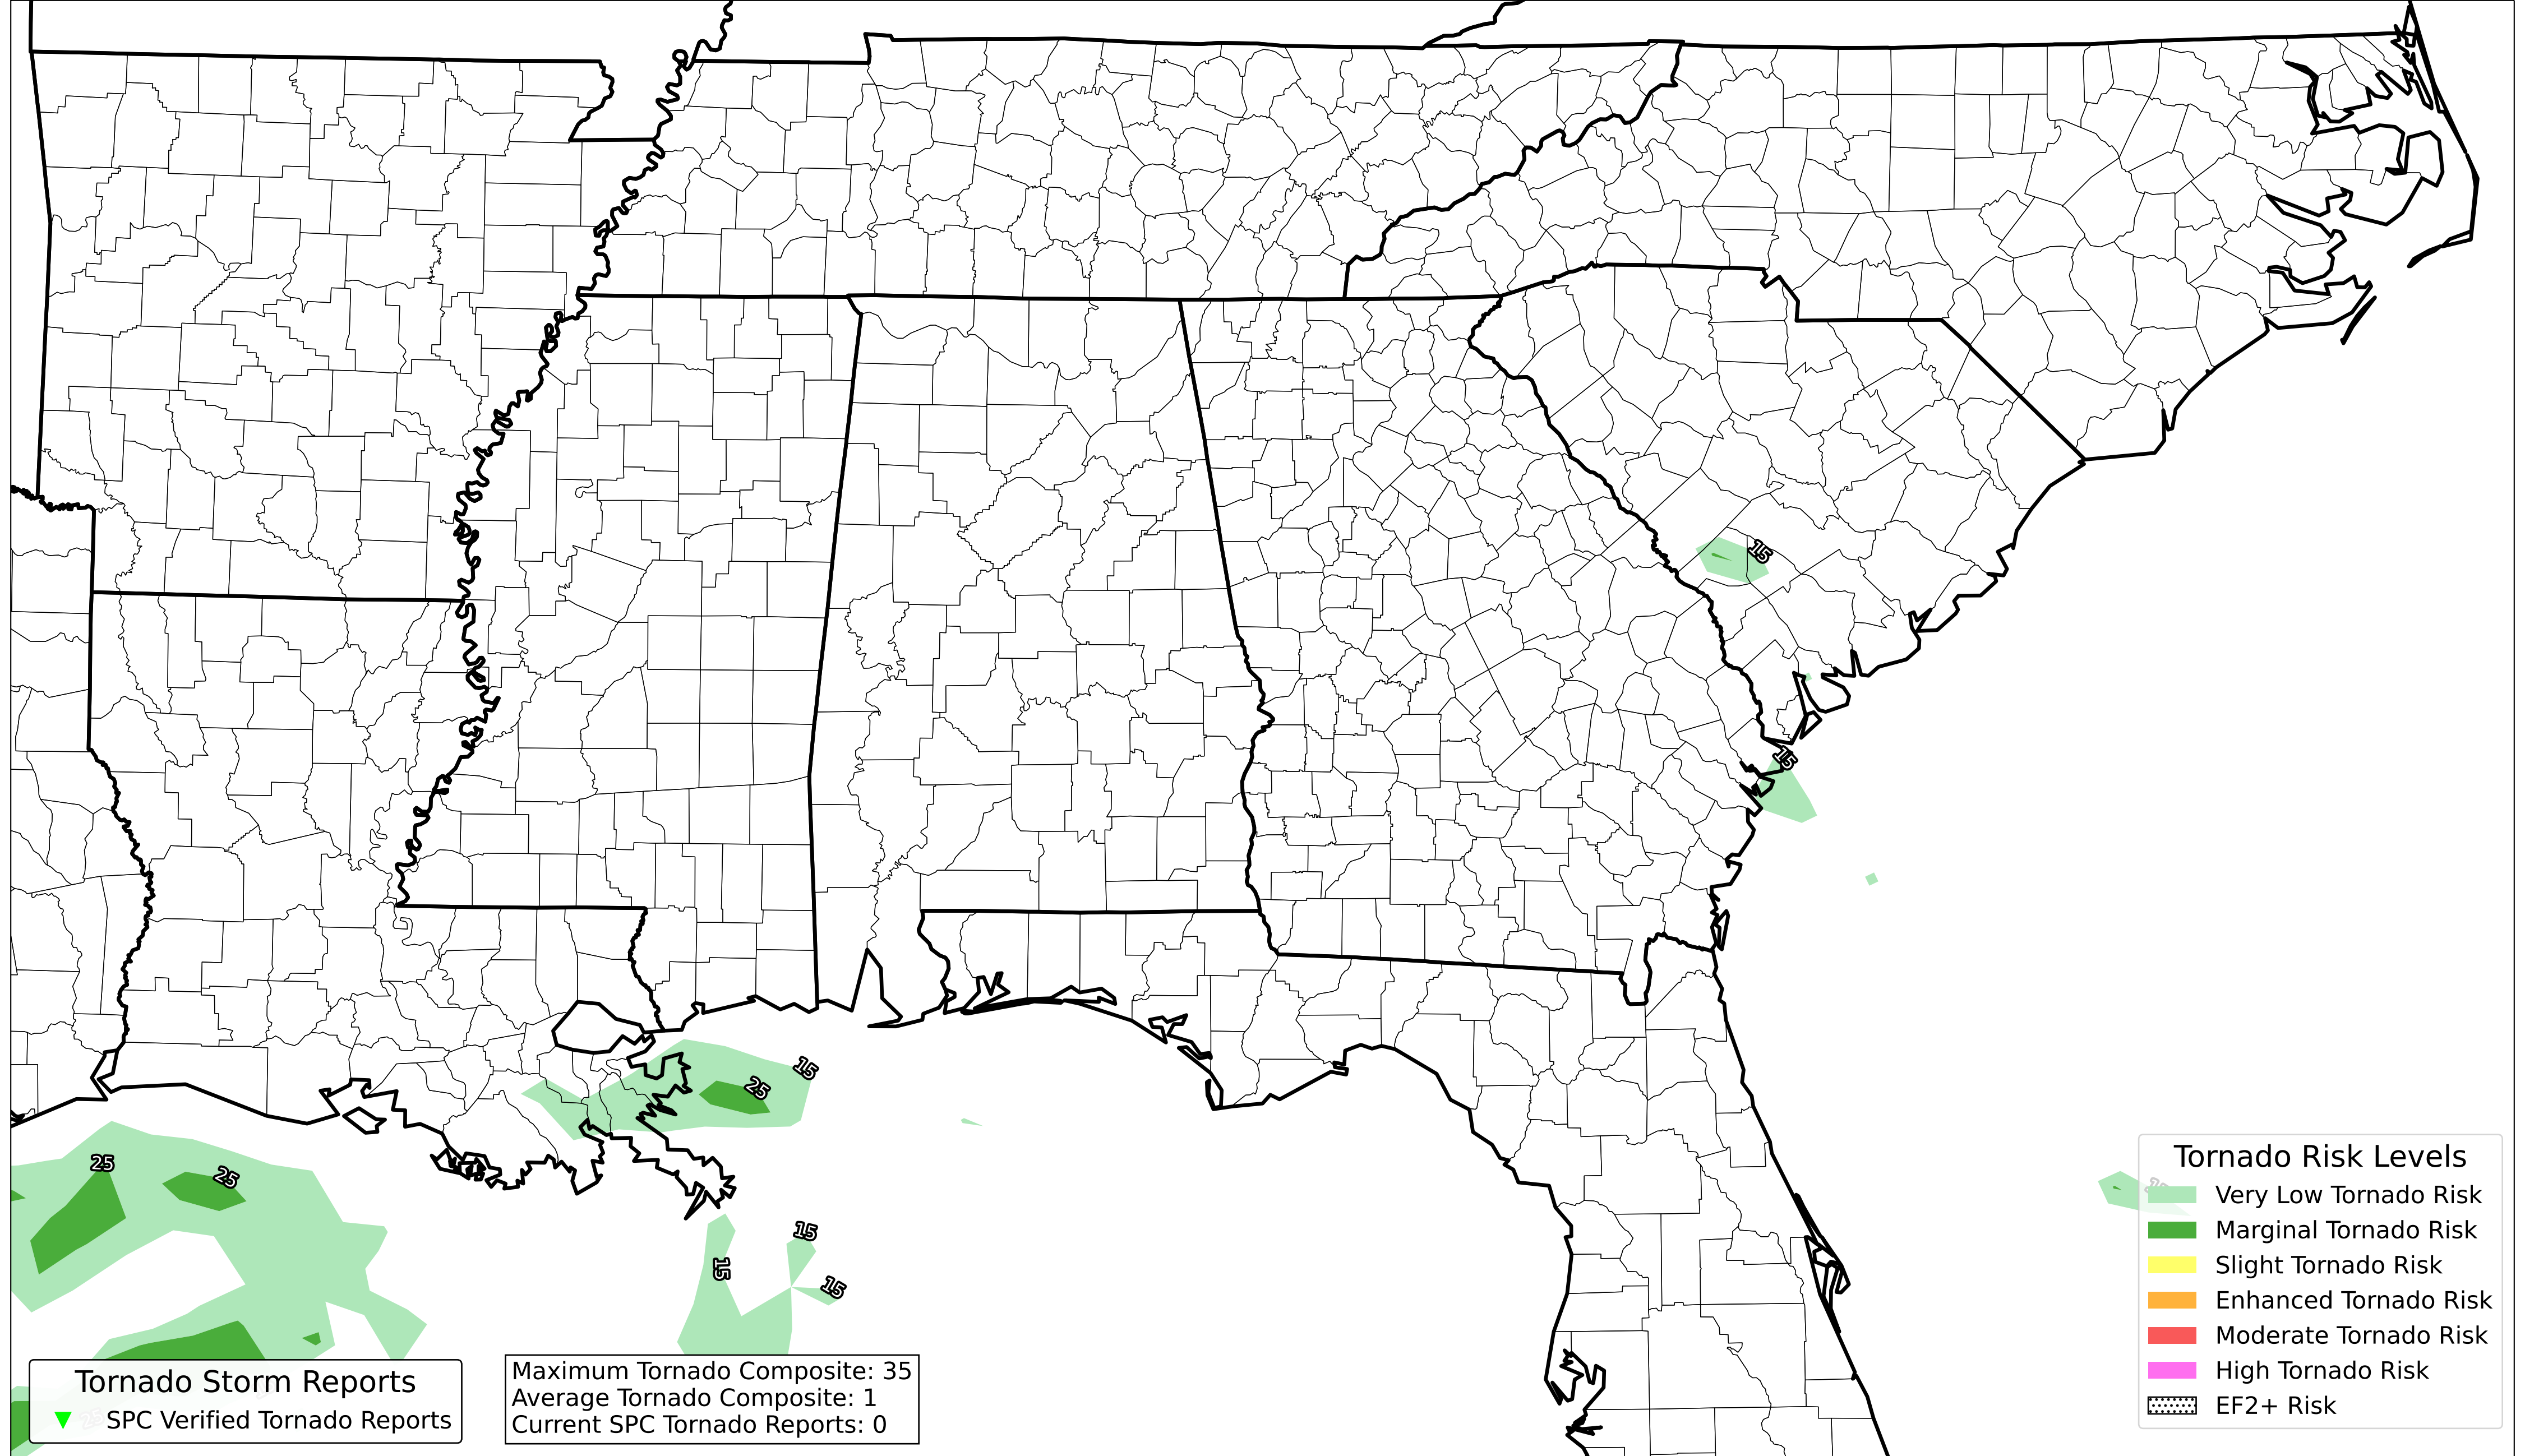 15
15
15
25
25
25
15
15
15
Tornado Risk Levels
Very Low Tornado Risk
Marginal Tornado Risk
Slight Tornado Risk
Enhanced Tornado Risk
Moderate Tornado Risk
High Tornado Risk
EF2+ Risk
Tornado Storm Reports
SPC Verified Tornado Reports
Maximum Tornado Composite: 35
Average Tornado Composite: 1
Current SPC Tornado Reports: 0